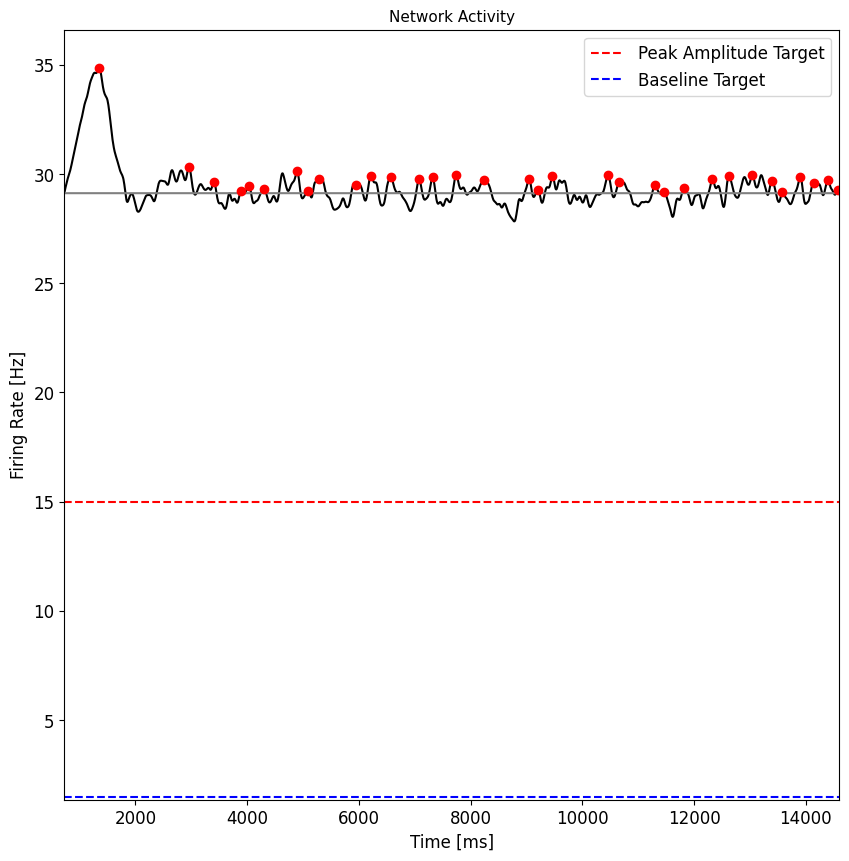 Network Activity
Peak Amplitude Target
Baseline Target
35
30
25
20
15
10
5
Firing Rate [Hz]
2000 4000 6000 8000 10000 12000 14000
Time [ms]